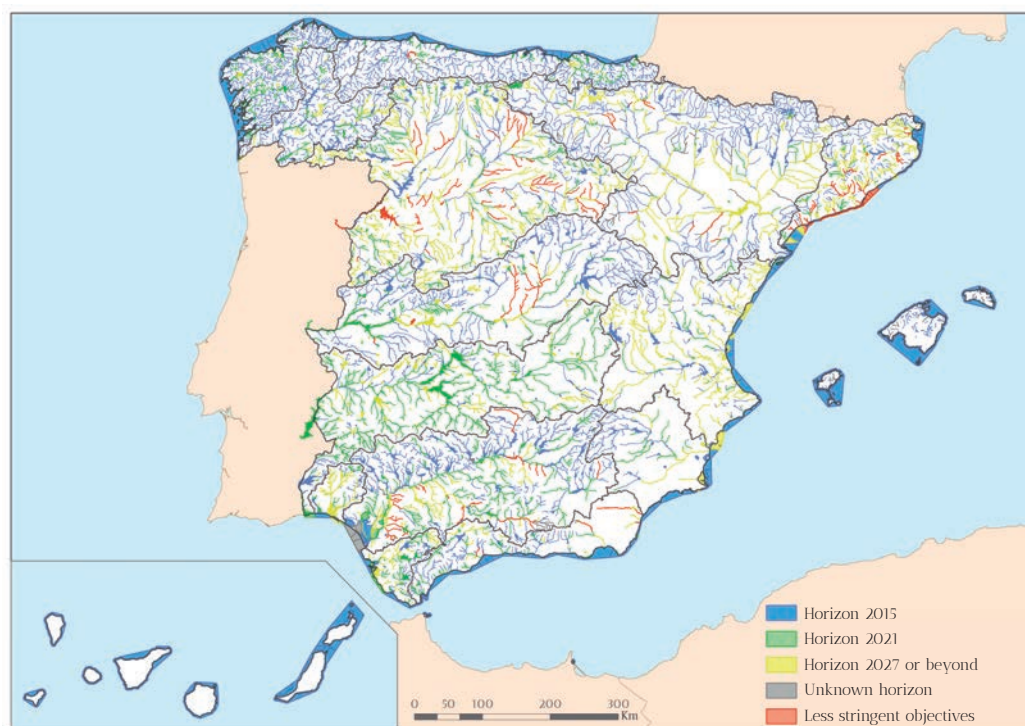 Horizon 2015
Horizon 2021
Horizon 2027 or beyond
Unknown horizon
Less stringent objectives
0 50 100 200 300
Km